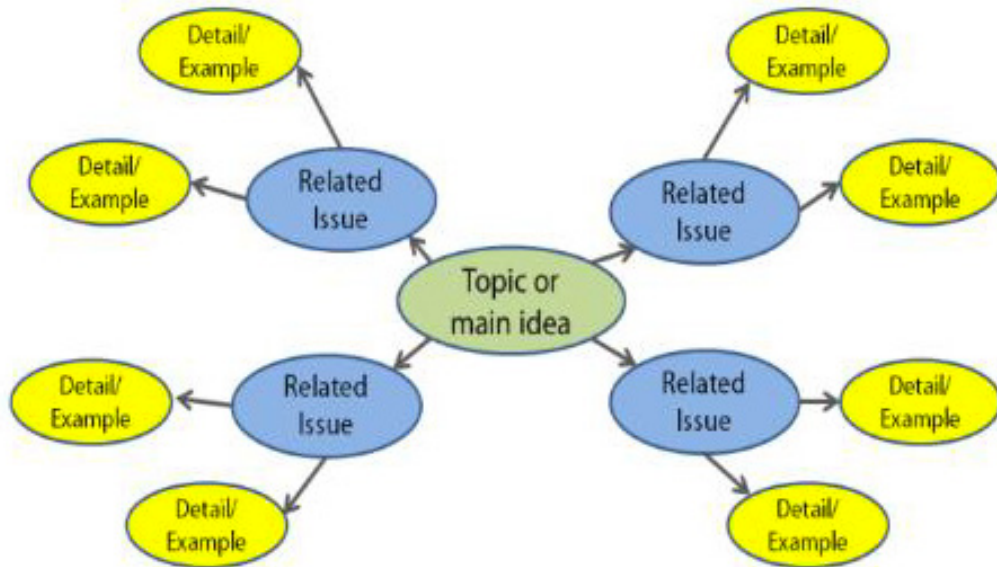 Detail/
Example
Detail/
Example
Detail/
Example
Detail/
Example
Related
Issue
Related
Issue
Topic or
main idea
Related
Issue
Related
Issue
Detail/
Example
Detail/
Example
Detail/
Example
Detail/
Example